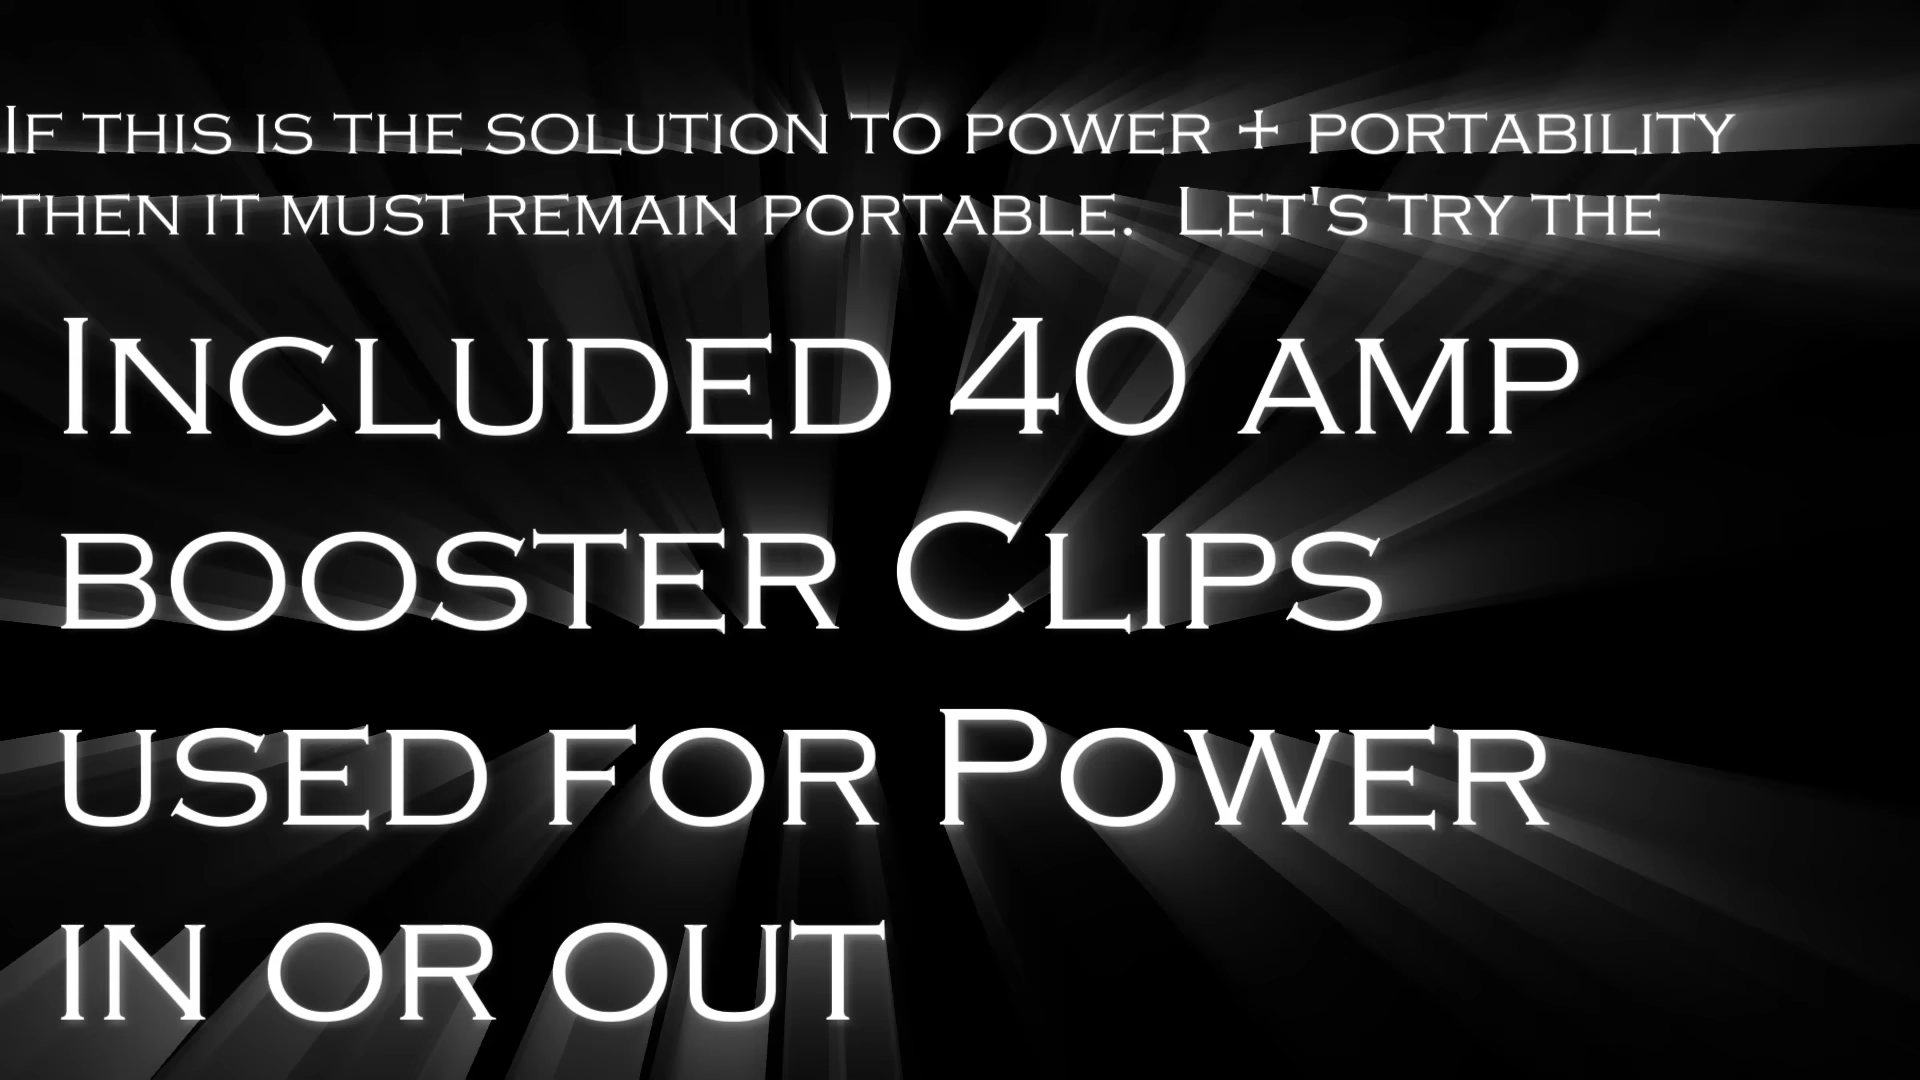 If this is the solution to power + portability
then it must remain portable. Let's try the
Included 40 amp
booster Clips
used for Power
in or out